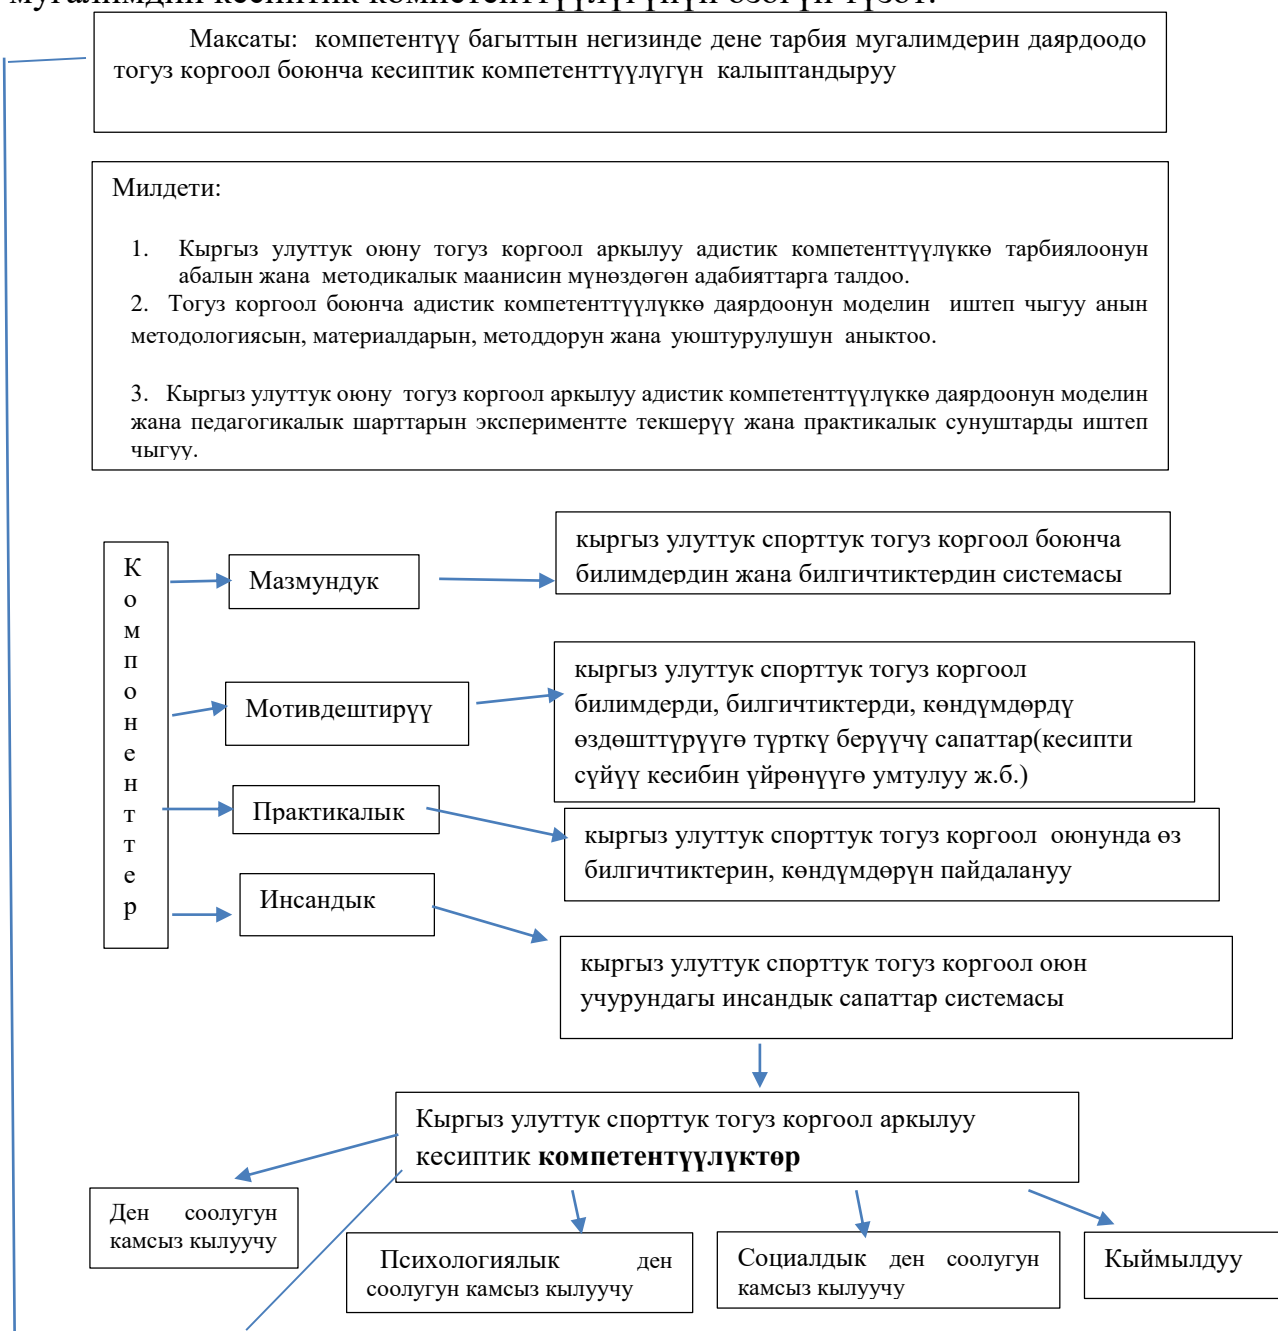 мугалимдин кесиптик компетенттүүлүгүнүн өзөгүн түзөт.
Максаты: компетентүү багыттын негизинде дене тарбия мугалимдерин даярдоодо
тогуз коргоол боюнча кесиптик компетенттүүлүгүн калыптандыруу
Милдети:
1. Кыргыз улуттук оюну тогуз коргоол аркылуу адистик компетенттүүлүккө тарбиялоонун
абалын жана методикалык маанисин мүнөздөгөн адабияттарга талдоо.
2. Тогуз коргоол боюнча адистик компетенттүүлүккө даярдоонун моделин иштеп чыгуу анын
методологиясын, материалдарын, методдорун жана уюштурулушун аныктоо.
3. Кыргыз улуттук оюну тогуз коргоол аркылуу адистик компетенттүүлүккө даярдоонун моделин
жана педагогикалык шарттарын экспериментте текшерүү жана практикалык сунуштарды иштеп
чыгуу.
Компоненттер
Мазмундук
кыргыз улуттук спорттук тогуз коргоол боюнча
билимдердин жана билгичтиктердин системасы
Мотивдештирүү
кыргыз улуттук спорттук тогуз коргоол
билимдерди, билгичтиктерди, көндүмдөрдү
өздөшттүрүүгө түрткү берүүчү сапаттар(кесипти
сүйүү кесибин үйрөнүүгө умтулуу ж.б.)
Практикалык
кыргыз улуттук спорттук тогуз коргоол оюнунда өз
билгичтиктерин, көндүмдөрүн пайдалануу
Инсандык
кыргыз улуттук спорттук тогуз коргоол оюн
учурундагы инсандык сапаттар системасы
Кыргыз улуттук спорттук тогуз коргоол аркылуу
кесиптик компетентүүлүктөр
Ден соолугун
камсыз кылуучу
Психологиялык ден
соолугун камсыз кылуучу
Социалдык ден соолугун
камсыз кылуучу
Кыймылдуу